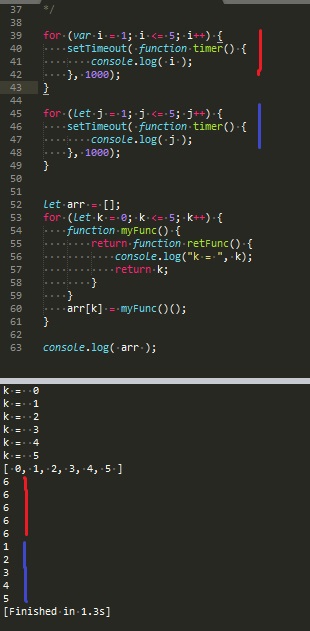 37 */
38
39 for (var i = 1; i <= 5; i++) {
40 setTimeout( function timer() {
41 console.log( i );
42 }, 1000);
43 }
44
45 for (let j = 1; j <= 5; j++) {
46 setTimeout( function timer() {
47 console.log( j );
48 }, 1000);
49 }
50
51
52 let arr = [];
53 for (let k = 0; k <= 5; k++) {
54 function myFunc() {
55 return function retFunc() {
56 console.log("k = ", k);
57 return k;
58 }
59 }
60 arr[k] = myFunc()();
61 }
62
63 console.log( arr );
k = 0
k = 1
k = 2
k = 3
k = 4
k = 5
[ 0, 1, 2, 3, 4, 5 ]
6
6
6
6
6
1
2
3
4
5
[Finished in 1.3s]